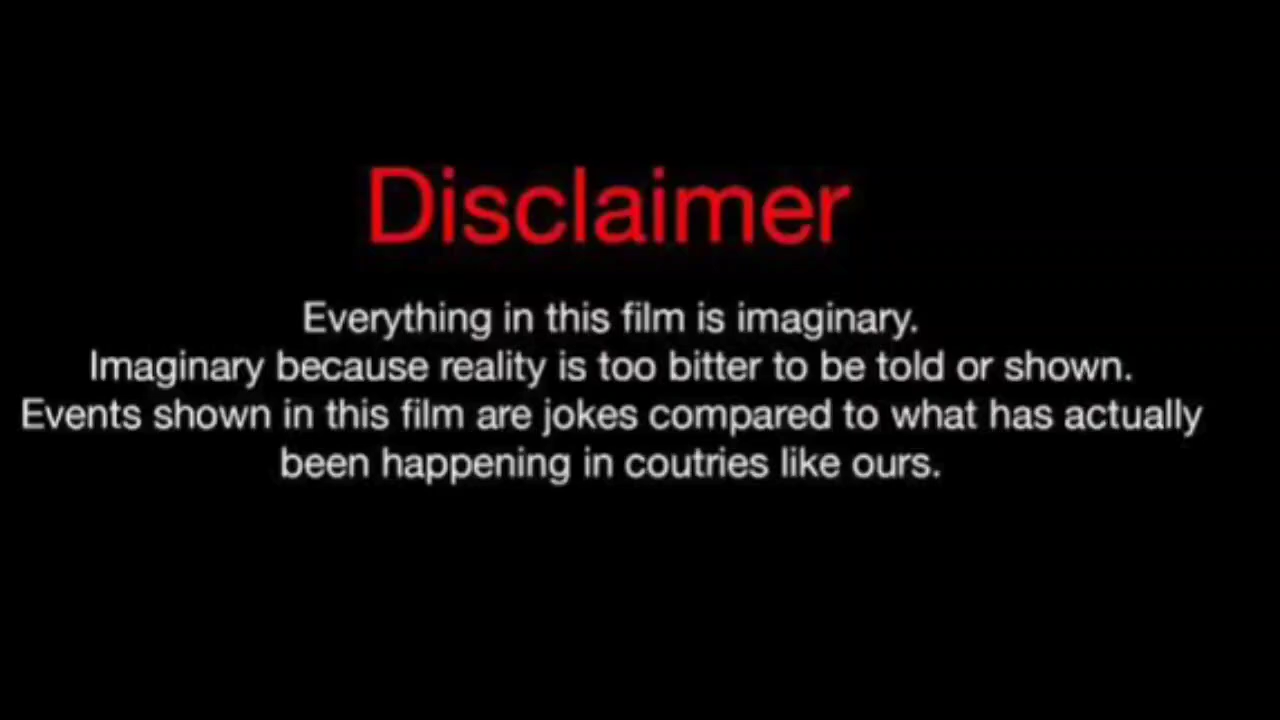 Disclaimer
Everything in this film is imaginary.
Imaginary because reality is too bitter to be told or shown.
Events shown in this film are jokes compared to what has actually
been happening in coutries like ours.